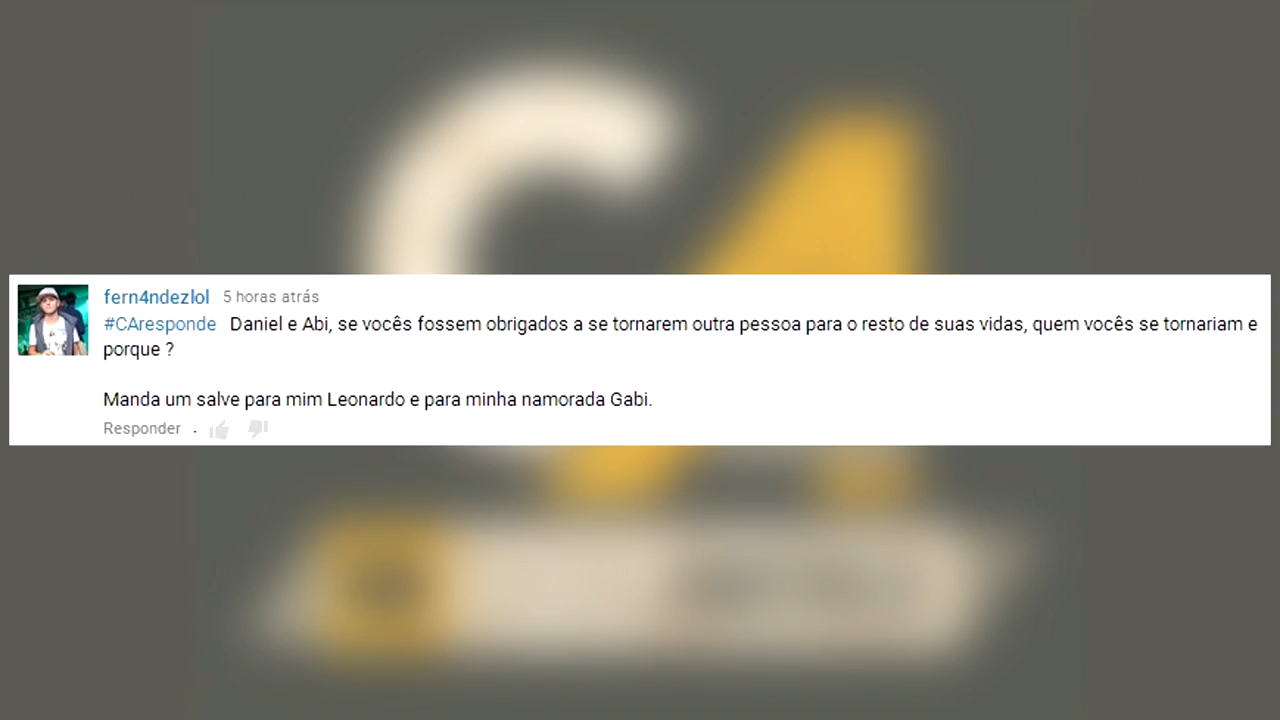 fern4ndezlol 5 horas atrás
#CAresponde Daniel e Abi, se vocês fossem obrigados a se tornarem outra pessoa para o resto de suas vidas, quem vocês se tornariam e
porque ?
Manda um salve para mim Leonardo e para minha namorada Gabi.
Responder .